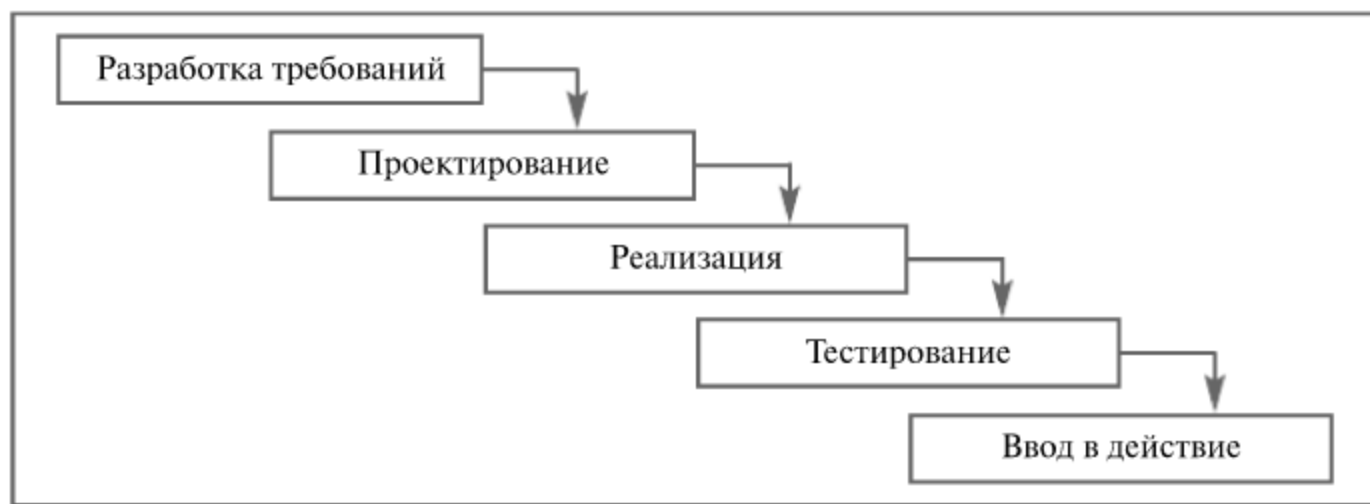 Разработка требований
Проектирование
Реализация
Тестирование
Ввод в действие